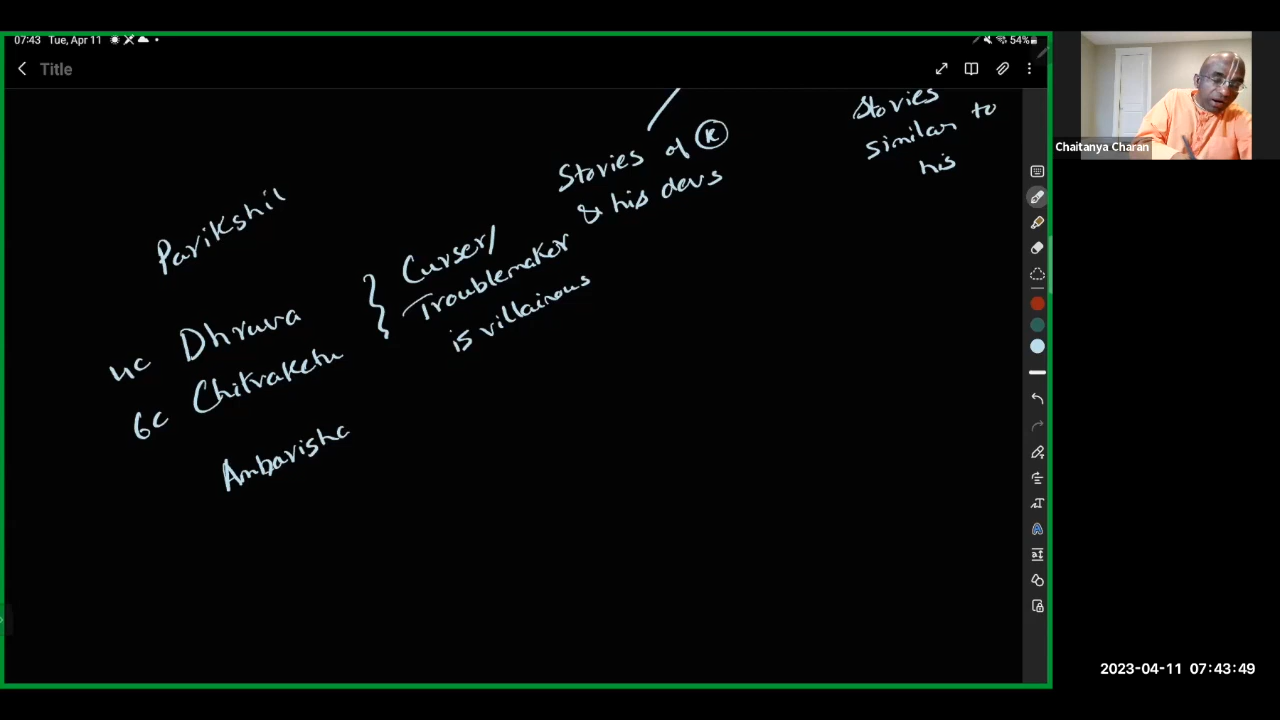 07:43 Tue, Apr 11
54%
Title
Chaitanya Charan
Stories
similar to
his
Stories of K
& his devs
Parikshit
Curser/
Troublemaker
is villainous
4c Dhruva
6c Chitraketu
Ambarisha
2023-04-11 07:43:49